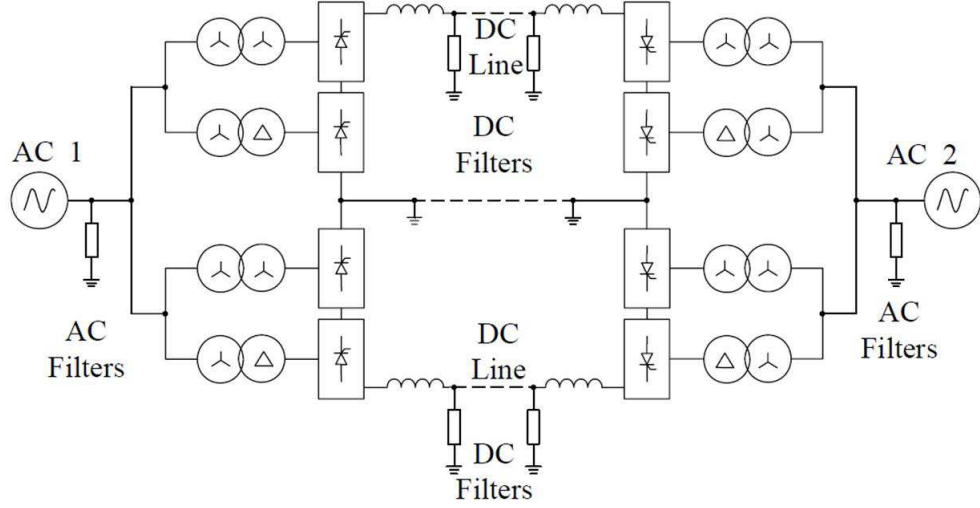 DC
Line
DC
Filters
AC 1
AC 2
AC
Filters
AC
Filters
DC
Line
DC
Filters